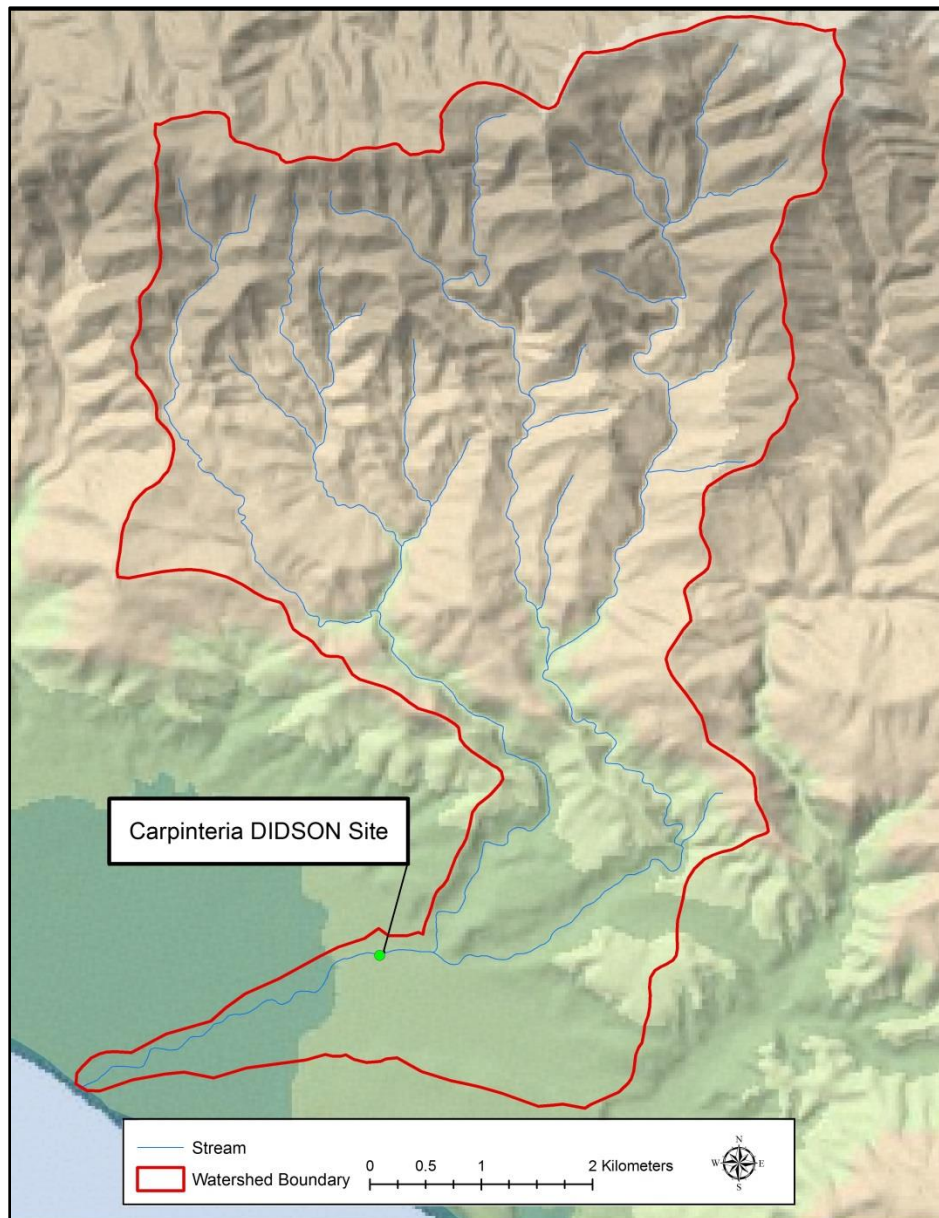 Carpinteria DIDSON Site
Stream
Watershed Boundary
0 0.5 1 2 Kilometers
N
W E
S